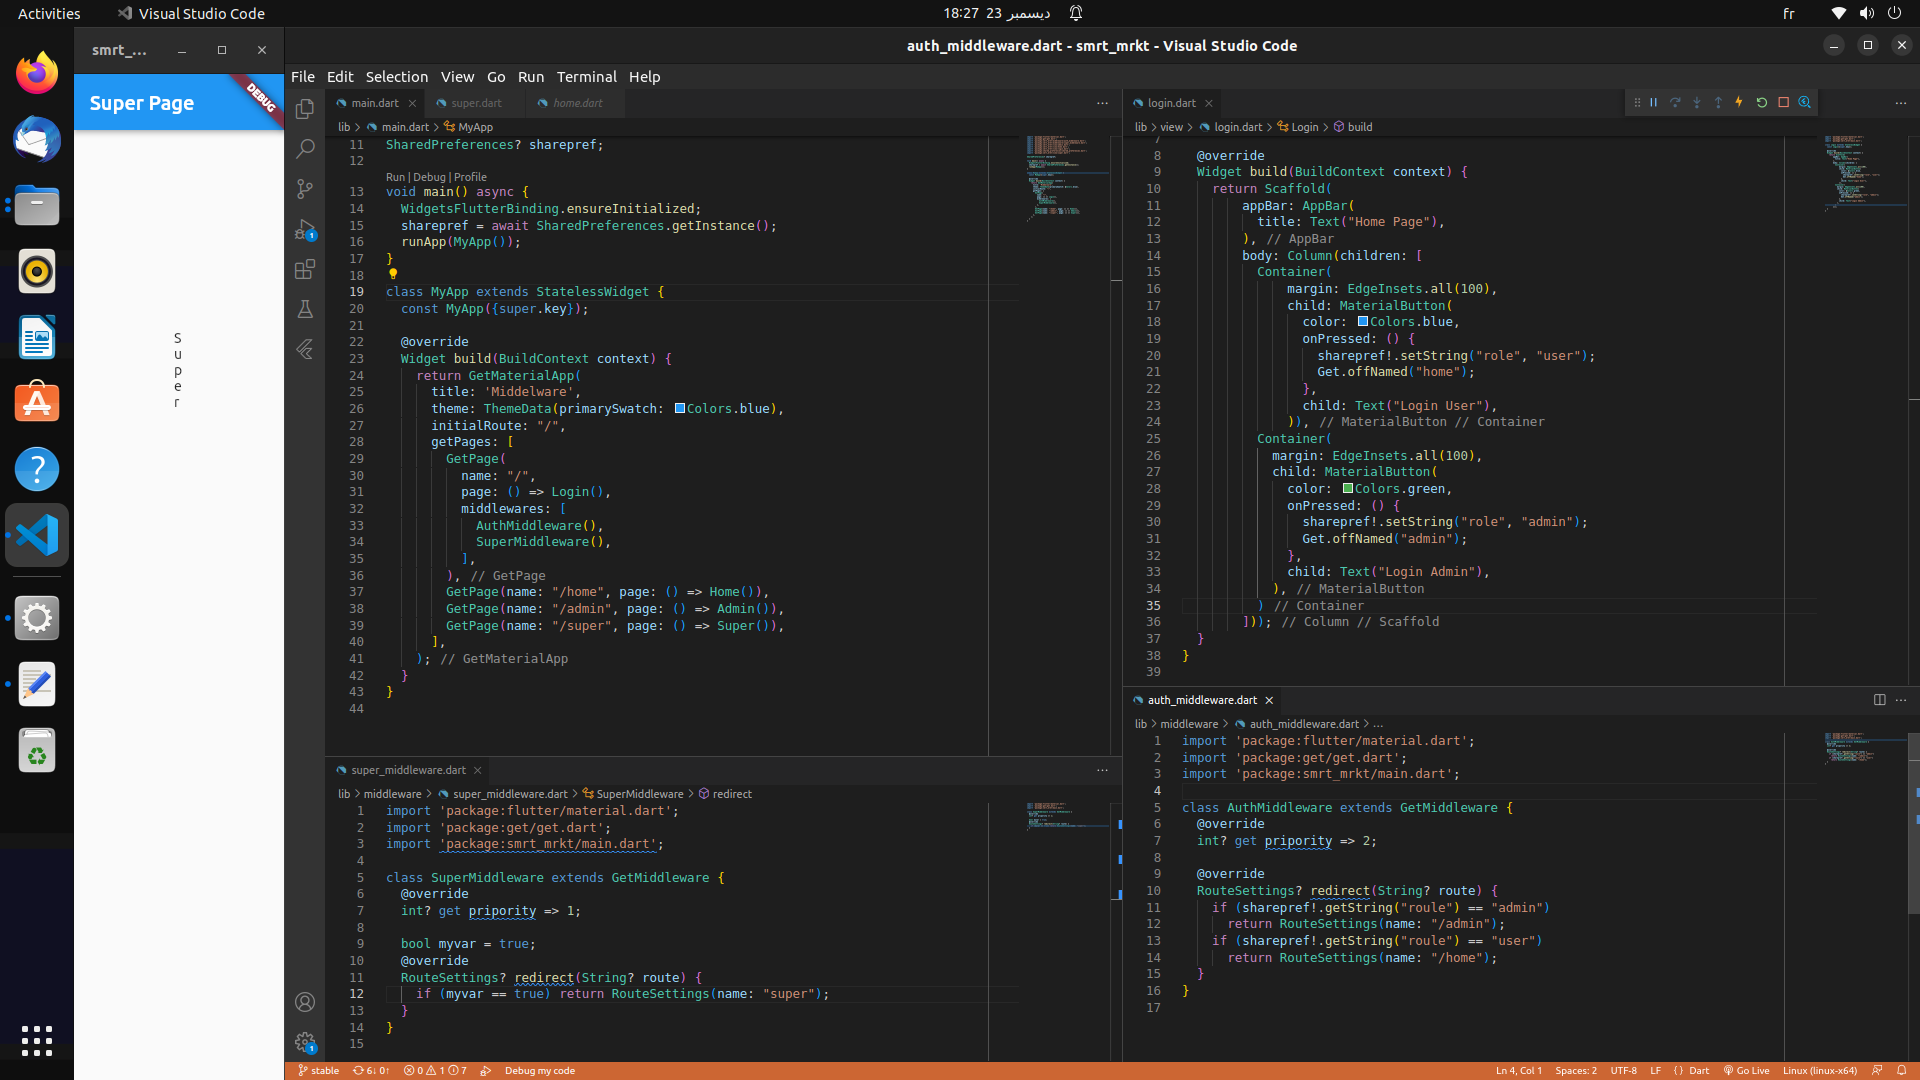 Activities
Visual Studio Code
18:27 23 ديسمبر
fr
smrt_...
auth_middleware.dart - smrt_mrkt - Visual Studio Code
Super Page
DEBUG
S
u
p
e
r
File Edit Selection View Go Run Terminal Help
main.dart
super.dart
home.dart
lib > main.dart > MyApp
11 SharedPreferences? sharepref;
12
Run | Debug | Profile
13 void main() async {
14 WidgetsFlutterBinding.ensureInitialized;
15 sharepref = await SharedPreferences.getInstance();
16 runApp(MyApp());
17 }
18
19 class MyApp extends StatelessWidget {
20 const MyApp({super.key});
21
22 @override
23 Widget build(BuildContext context) {
24 return GetMaterialApp(
25 title: 'Middelware',
26 theme: ThemeData(primarySwatch: Colors.blue),
27 initialRoute: "/",
28 getPages: [
29 GetPage(
30 name: "/",
31 page: () => Login(),
32 middlewares: [
33 AuthMiddleware(),
34 SuperMiddleware(),
35 ],
36 ), // GetPage
37 GetPage(name: "/home", page: () => Home()),
38 GetPage(name: "/admin", page: () => Admin()),
39 GetPage(name: "/super", page: () => Super()),
40 ],
41 ); // GetMaterialApp
42 }
43 }
44
super_middleware.dart
lib > middleware > super_middleware.dart > SuperMiddleware > redirect
1 import 'package:flutter/material.dart';
2 import 'package:get/get.dart';
3 import 'package:smrt_mrkt/main.dart';
4
5 class SuperMiddleware extends GetMiddleware {
6 @override
7 int? get pripority => 1;
8
9 bool myvar = true;
10 @override
11 RouteSettings? redirect(String? route) {
12 if (myvar == true) return RouteSettings(name: "super");
13 }
14 }
15
login.dart
lib > view > login.dart > Login > build
7
8 @override
9 Widget build(BuildContext context) {
10 return Scaffold(
11 appBar: AppBar(
12 title: Text("Home Page"),
13 ), // AppBar
14 body: Column(children: [
15 Container(
16 margin: EdgeInsets.all(100),
17 child: MaterialButton(
18 color: Colors.blue,
19 onPressed: () {
20 sharepref!.setString("role", "user");
21 Get.offNamed("home");
22 },
23 child: Text("Login User"),
24 )), // MaterialButton // Container
25 Container(
26 margin: EdgeInsets.all(100),
27 child: MaterialButton(
28 color: Colors.green,
29 onPressed: () {
30 sharepref!.setString("role", "admin");
31 Get.offNamed("admin");
32 },
33 child: Text("Login Admin"),
34 ), // MaterialButton
35 ) // Container
36 ])); // Column // Scaffold
37 }
38 }
39
auth_middleware.dart
lib > middleware > auth_middleware.dart > ...
1 import 'package:flutter/material.dart';
2 import 'package:get/get.dart';
3 import 'package:smrt_mrkt/main.dart';
4
5 class AuthMiddleware extends GetMiddleware {
6 @override
7 int? get pripority => 2;
8
9 @override
10 RouteSettings? redirect(String? route) {
11 if (sharepref!.getString("roule") == "admin")
12 return RouteSettings(name: "/admin");
13 if (sharepref!.getString("roule") == "user")
14 return RouteSettings(name: "/home");
15 }
16 }
17
1
1
stable 6↓ 0↑ 0 1 7 Debug my code
Ln 4, Col 1 Spaces: 2 UTF-8 LF { } Dart Go Live Linux (linux-x64)